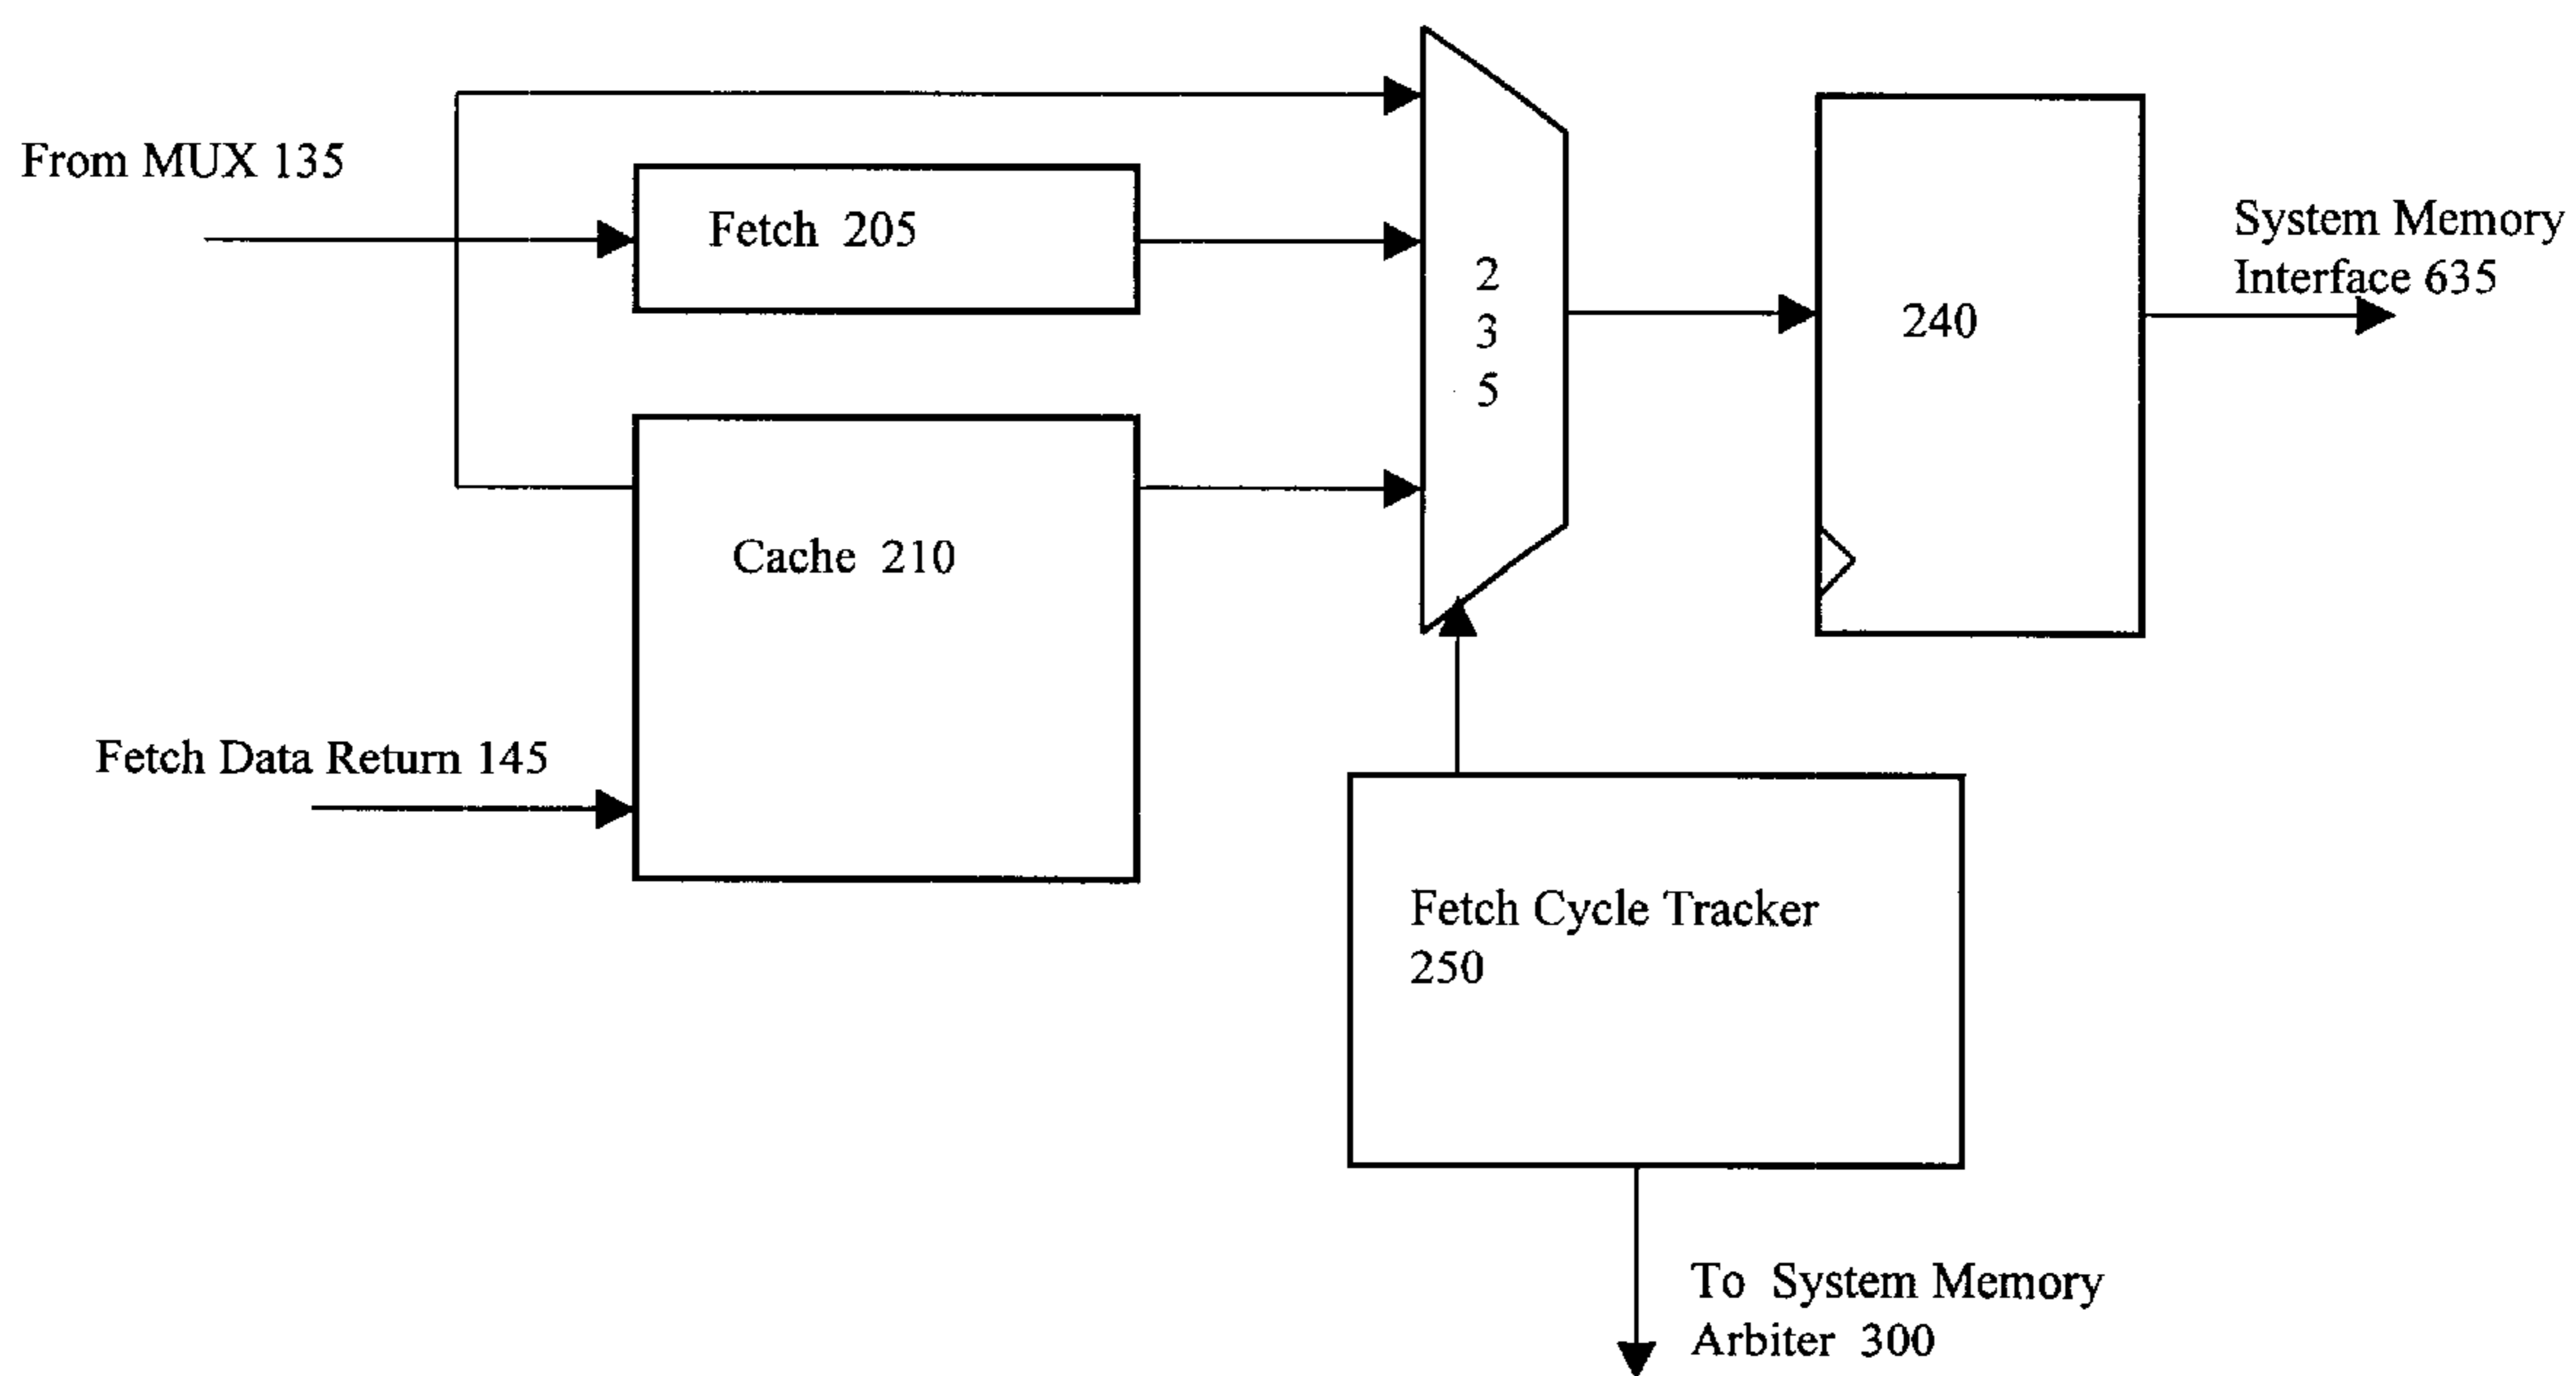 From MUX 135
Fetch 205
System Memory
Interface 635
2
3
5
240
Cache 210
Fetch Data Return 145
Fetch Cycle Tracker
250
To System Memory
Arbiter 300